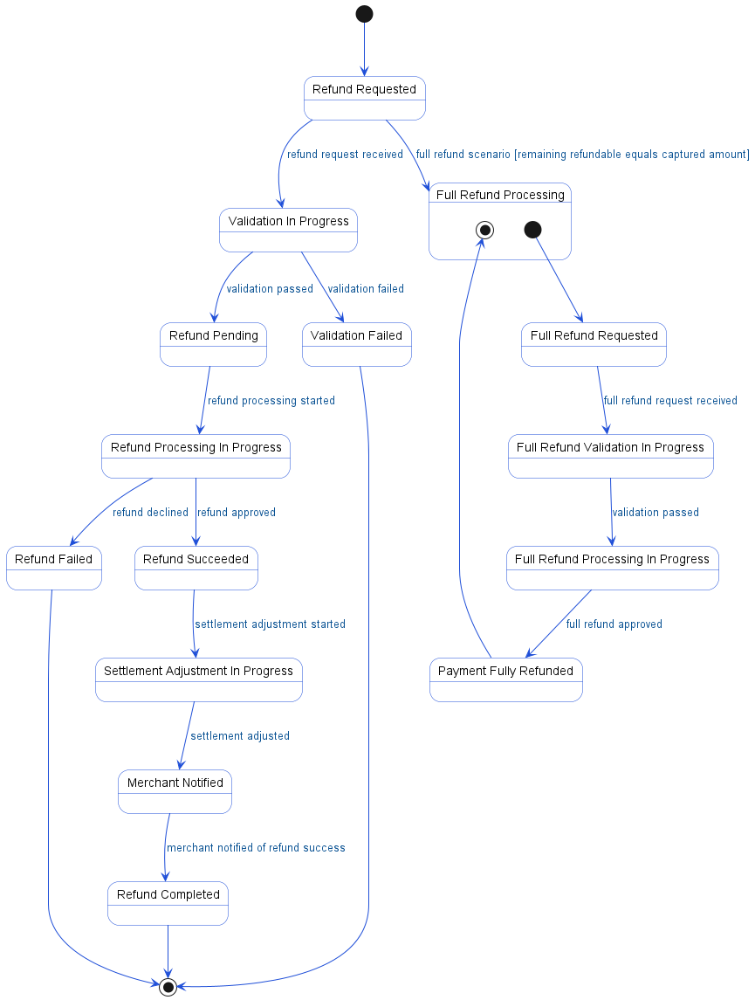 Refund Requested
refund request received
full refund scenario [remaining refundable equals captured amount]
Full Refund Processing
Validation In Progress
validation passed
validation failed
Refund Pending
Validation Failed
Full Refund Requested
refund processing started
full refund request received
Refund Processing In Progress
Full Refund Validation In Progress
refund declined
refund approved
validation passed
Refund Failed
Refund Succeeded
Full Refund Processing In Progress
settlement adjustment started
full refund approved
Settlement Adjustment In Progress
Payment Fully Refunded
settlement adjusted
Merchant Notified
merchant notified of refund success
Refund Completed